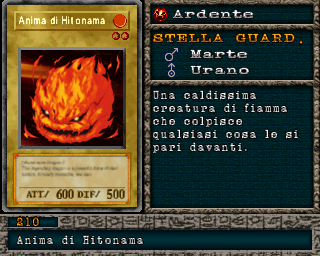 Anima di Hitonama
ATT/ 600 DIF/ 500
Ardente
STELLA GUARD.
♂ Marte
⛢ Urano
Una caldissima
creatura di fiamma
che colpisce
qualsiasi cosa le si
pari davanti.
210
Anima di Hitonama